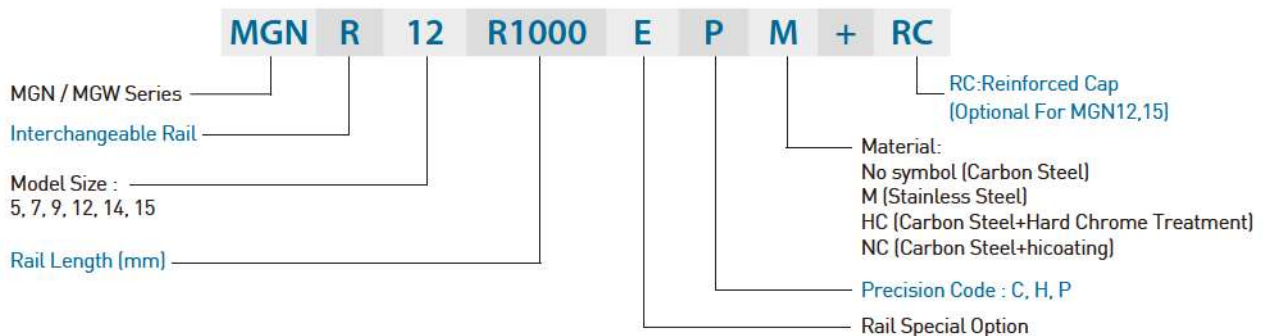 MGN R 12 R1000 E P M + RC
MGN / MGW Series
Interchangeable Rail
Model Size :
5, 7, 9, 12, 14, 15
Rail Length (mm)
RC:Reinforced Cap
(Optional For MGN12,15)
Material:
No symbol (Carbon Steel)
M (Stainless Steel)
HC (Carbon Steel+Hard Chrome Treatment)
NC (Carbon Steel+hicoating)
Precision Code : C, H, P
Rail Special Option